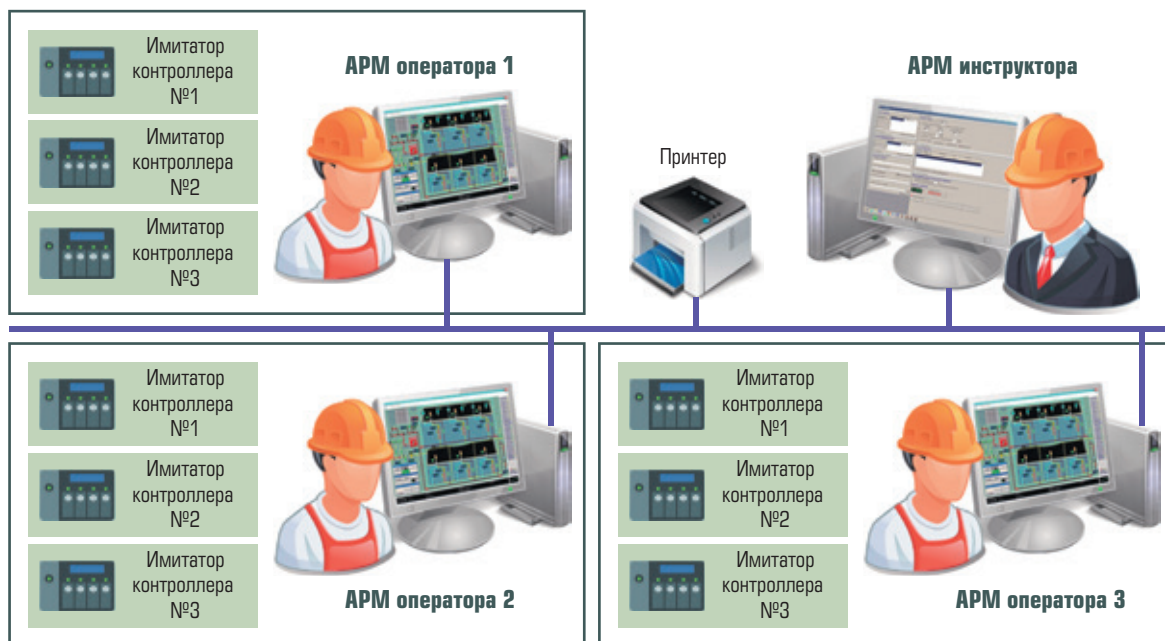 Имитатор
контроллера
№1
Имитатор
контроллера
№2
Имитатор
контроллера
№3
АРМ оператора 1
Принтер
АРМ инструктора
Имитатор
контроллера
№1
Имитатор
контроллера
№2
Имитатор
контроллера
№3
АРМ оператора 2
Имитатор
контроллера
№1
Имитатор
контроллера
№2
Имитатор
контроллера
№3
АРМ оператора 3